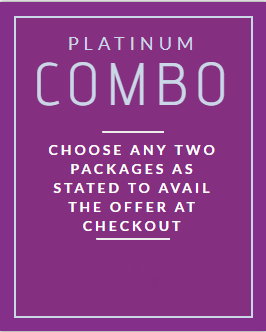 PLATINUM
COMBO
CHOOSE ANY TWO
PACKAGES AS
STATED TO AVAIL
THE OFFER AT
CHECKOUT